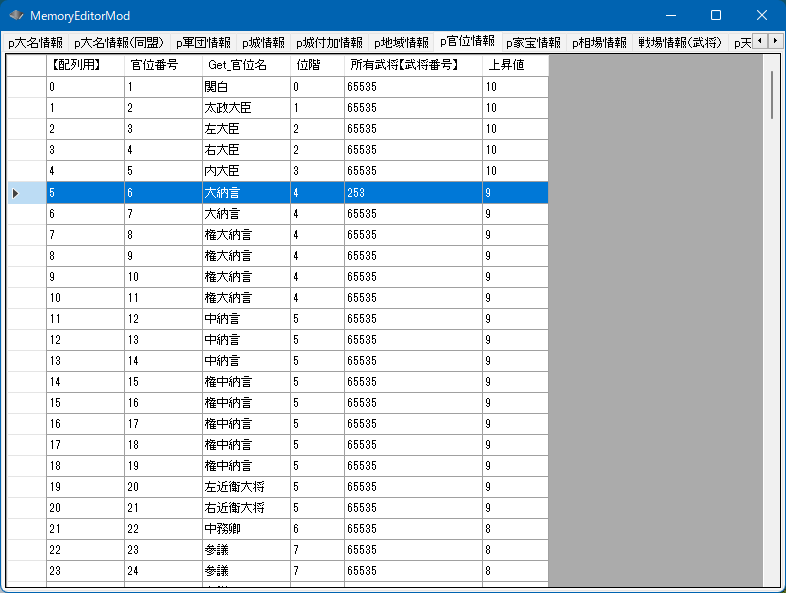 MemoryEditorMod
p大名情報 p大名情報(同盟) p軍団情報 p城情報 p城付加情報 p地域情報 p官位情報 p家宝情報 p相場情報 戦場情報(武将) p天
【配列用】 官位番号 Get_官位名 位階 所有武将【武将番号】 上昇値
0 1 関白 0 65535 10
1 2 太政大臣 1 65535 10
2 3 左大臣 2 65535 10
3 4 右大臣 2 65535 10
4 5 内大臣 3 65535 10
5 6 大納言 4 253 9
6 7 大納言 4 65535 9
7 8 権大納言 4 65535 9
8 9 権大納言 4 65535 9
9 10 権大納言 4 65535 9
10 11 権大納言 4 65535 9
11 12 中納言 5 65535 9
12 13 中納言 5 65535 9
13 14 中納言 5 65535 9
14 15 権中納言 5 65535 9
15 16 権中納言 5 65535 9
16 17 権中納言 5 65535 9
17 18 権中納言 5 65535 9
18 19 権中納言 5 65535 9
19 20 左近衛大将 5 65535 9
20 21 右近衛大将 5 65535 9
21 22 中務卿 6 65535 8
22 23 参議 7 65535 8
23 24 参議 7 65535 8